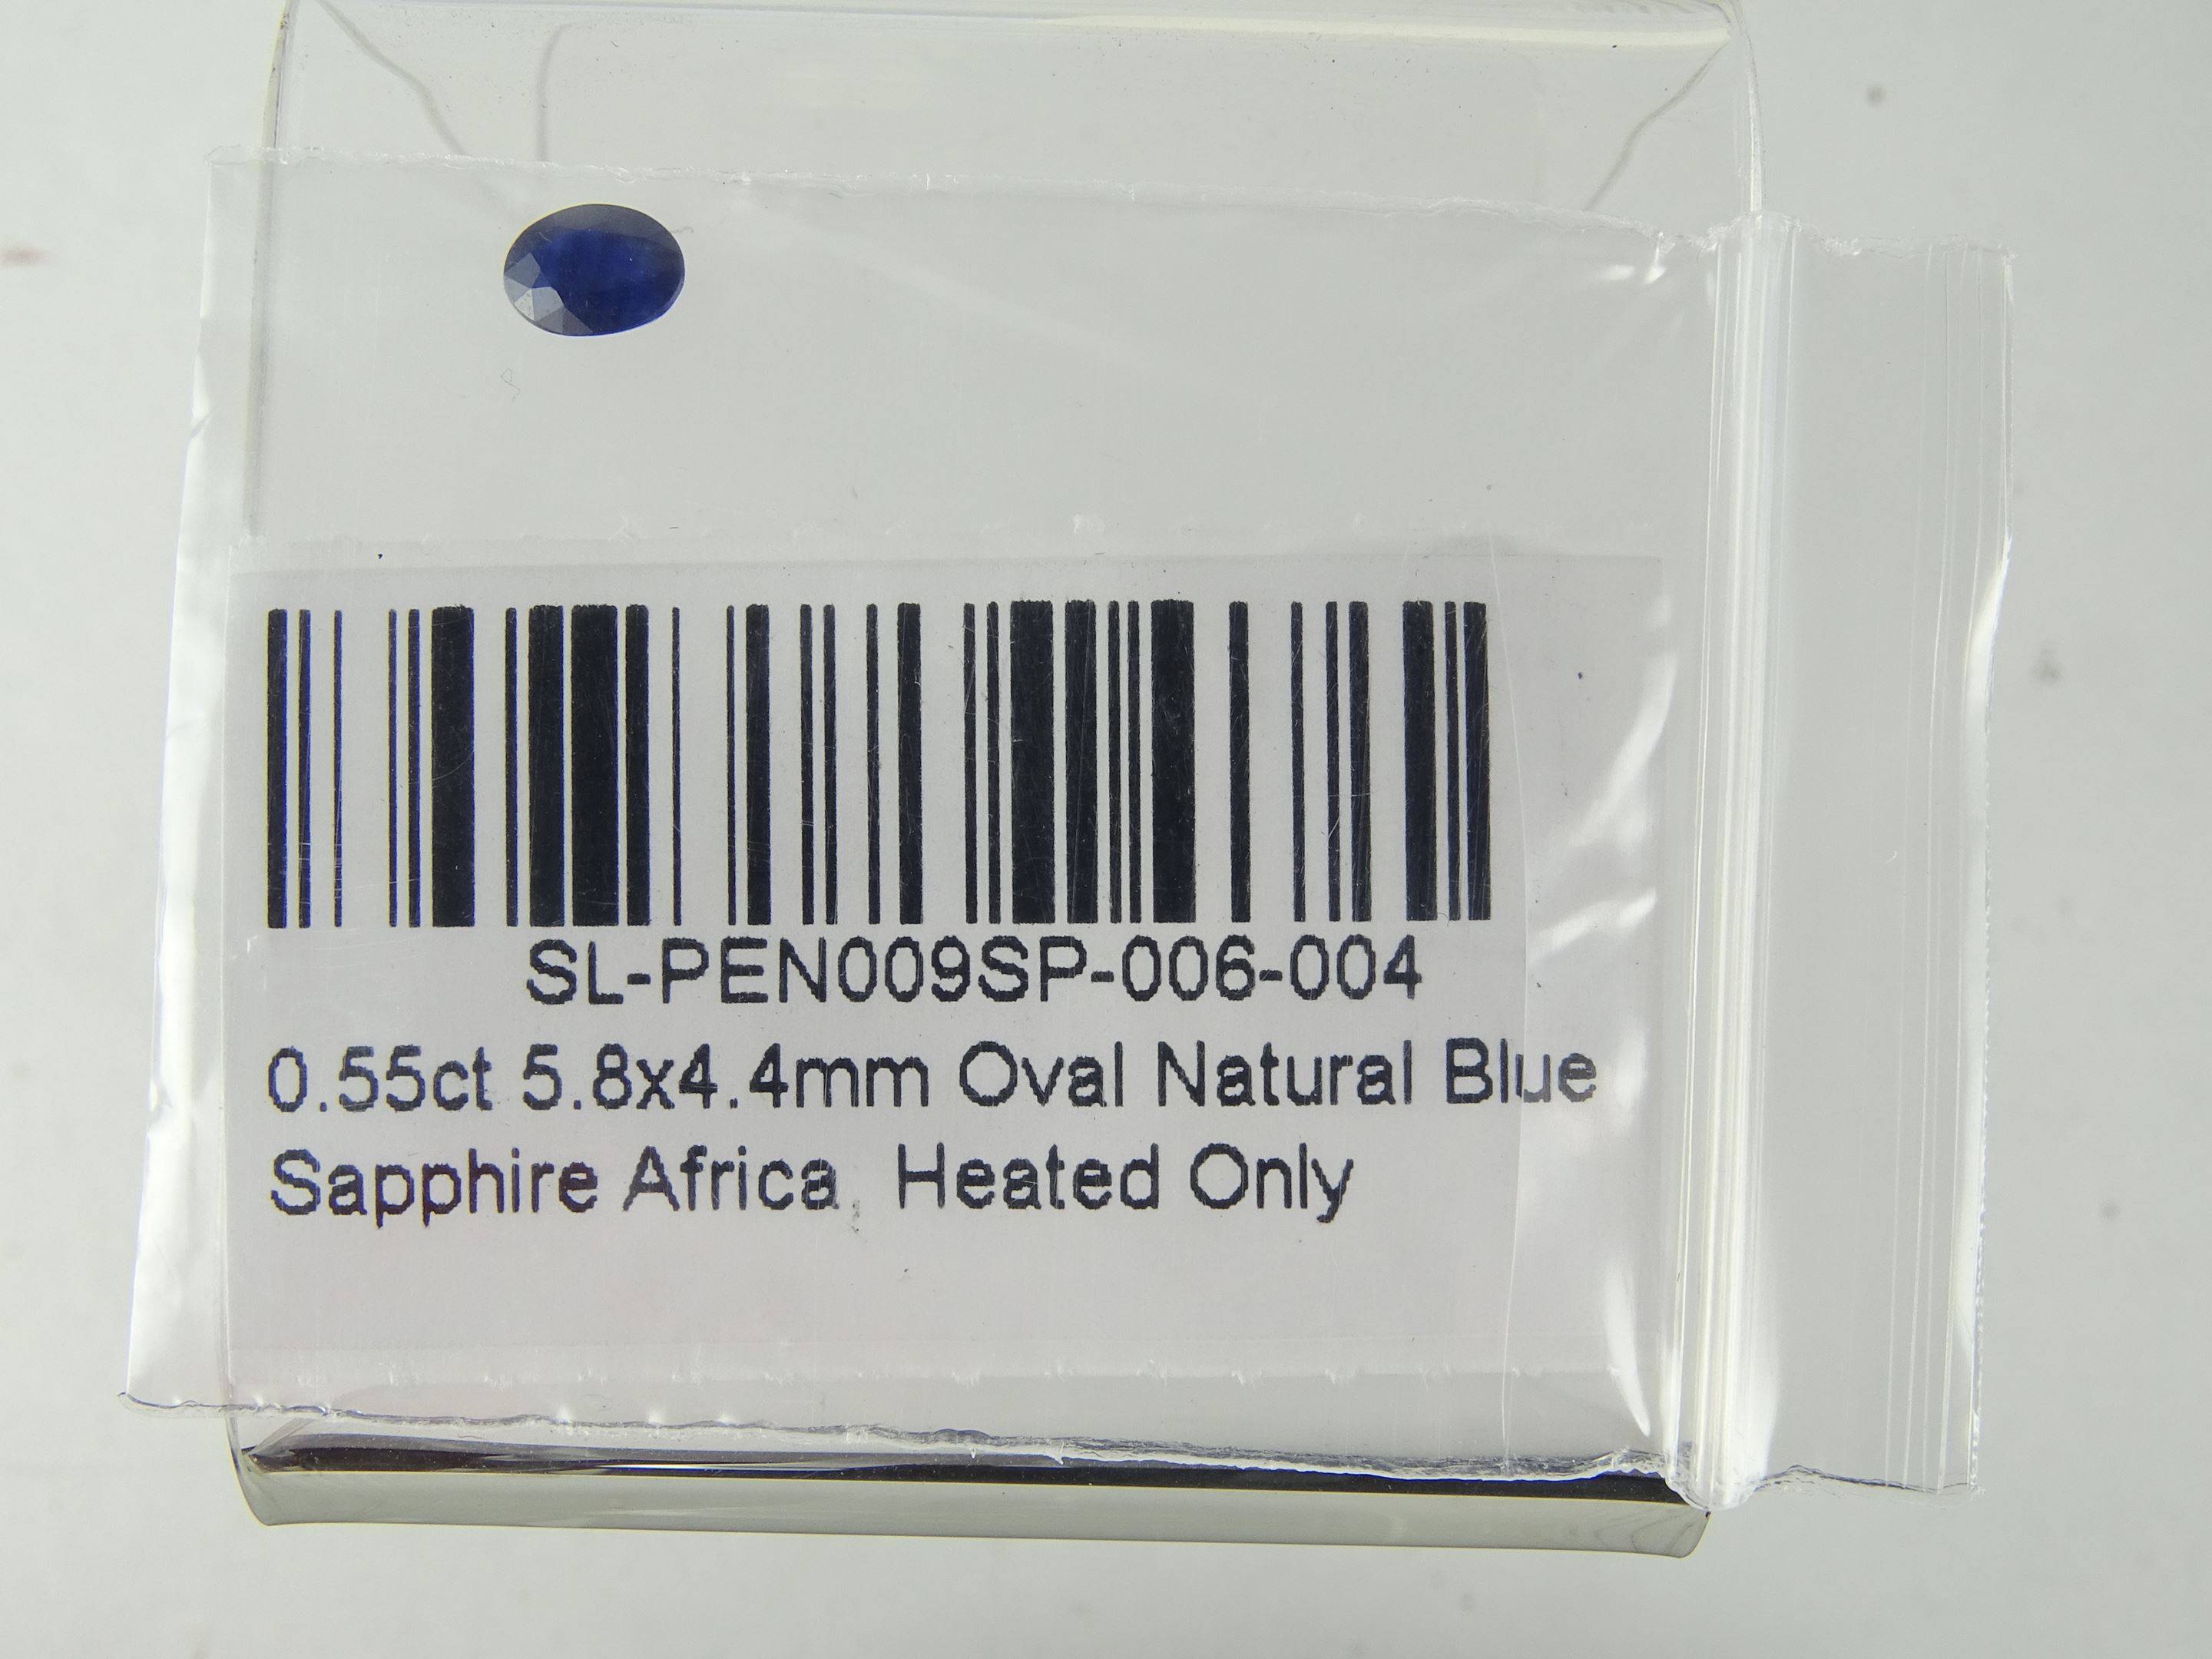 SL-PEN009SP-006-004
0.55ct 5.8x4.4mm Oval Natural Blue
Sapphire Africa, Heated Only